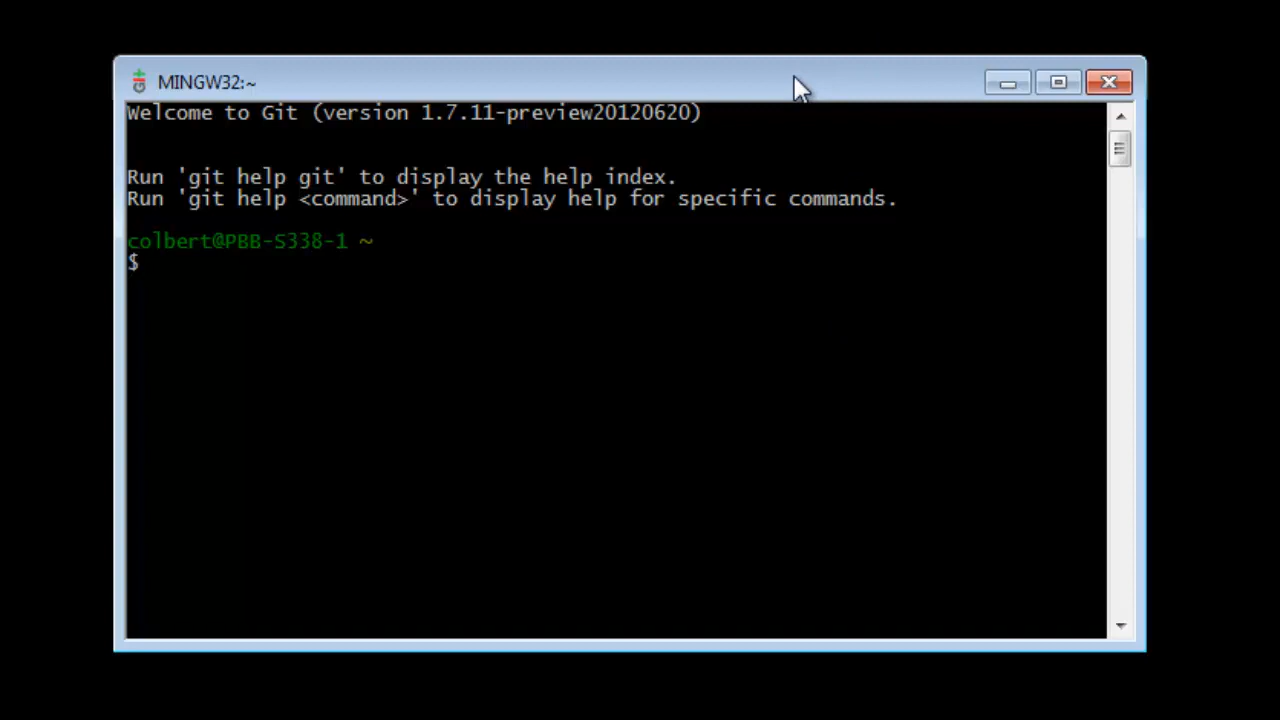 MINGW32:~
Welcome to Git (version 1.7.11-preview20120620)
Run 'git help git' to display the help index.
Run 'git help <command>' to display help for specific commands.
colbert@PBB-S338-1 ~
$